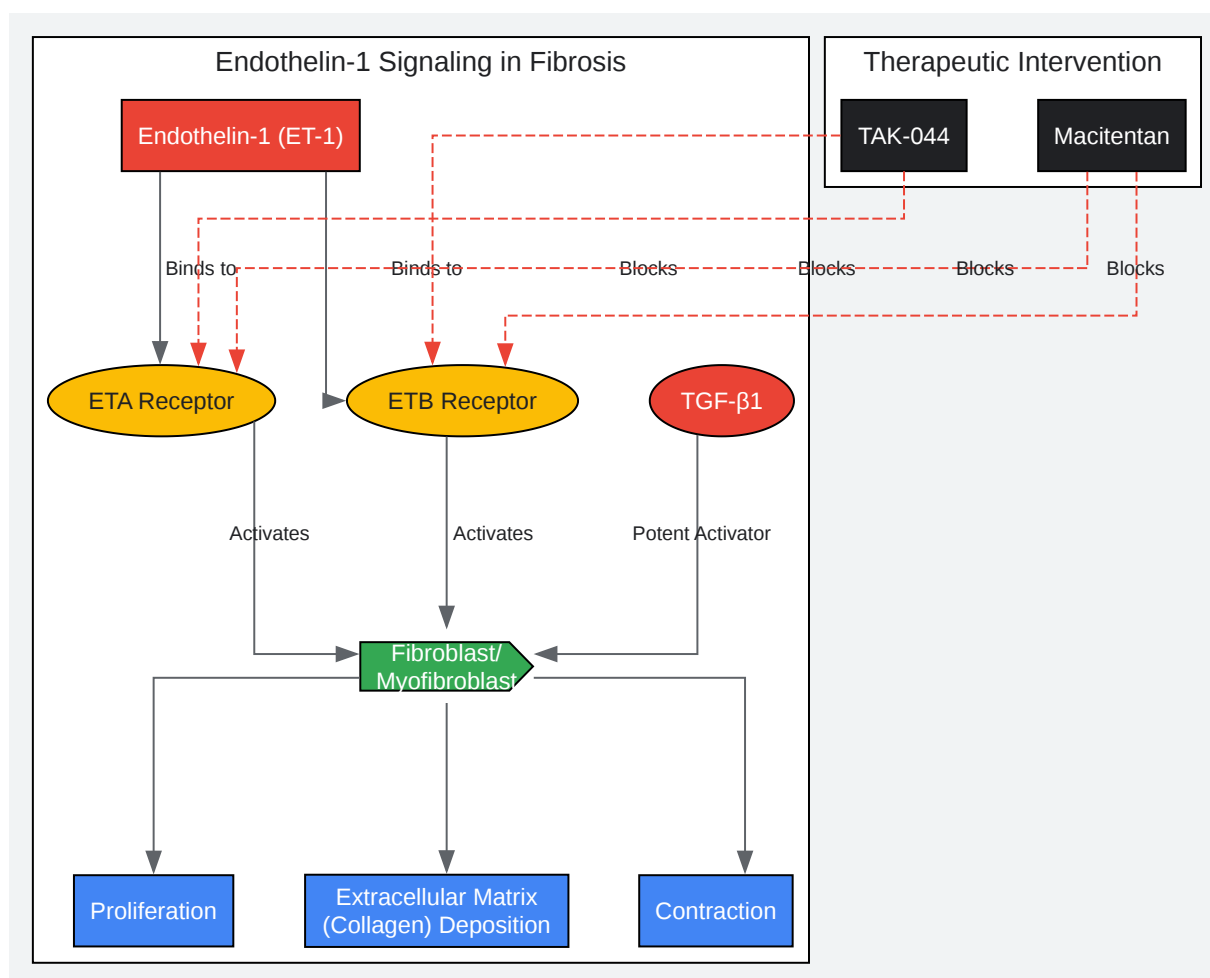 Endothelin-1 Signaling in Fibrosis
Therapeutic Intervention
Endothelin-1 (ET-1)
TAK-044
Macitentan
Binds to
Binds to
Blocks
Blocks
Blocks
Blocks
ETA Receptor
ETB Receptor
TGF-β1
Activates
Activates
Potent Activator
Fibroblast/
Myofibroblast
Proliferation
Extracellular Matrix
(Collagen) Deposition
Contraction